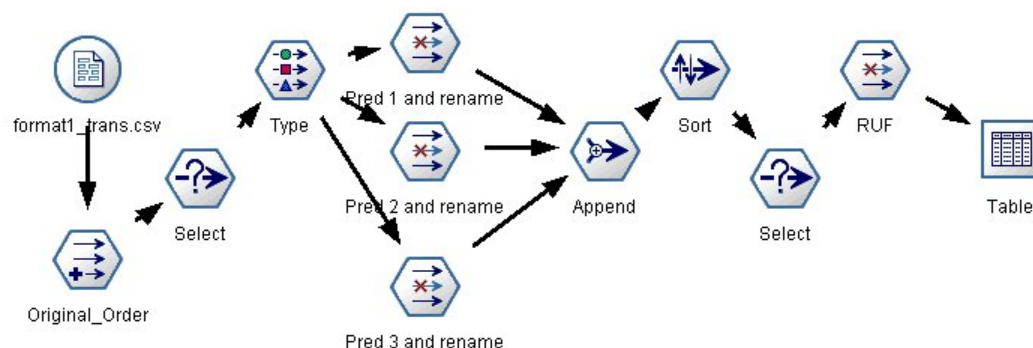 format1_trans.csv
Original_Order
Select
Type
Pred 1 and rename
Pred 2 and rename
Pred 3 and rename
Append
Sort
Select
RUF
Table